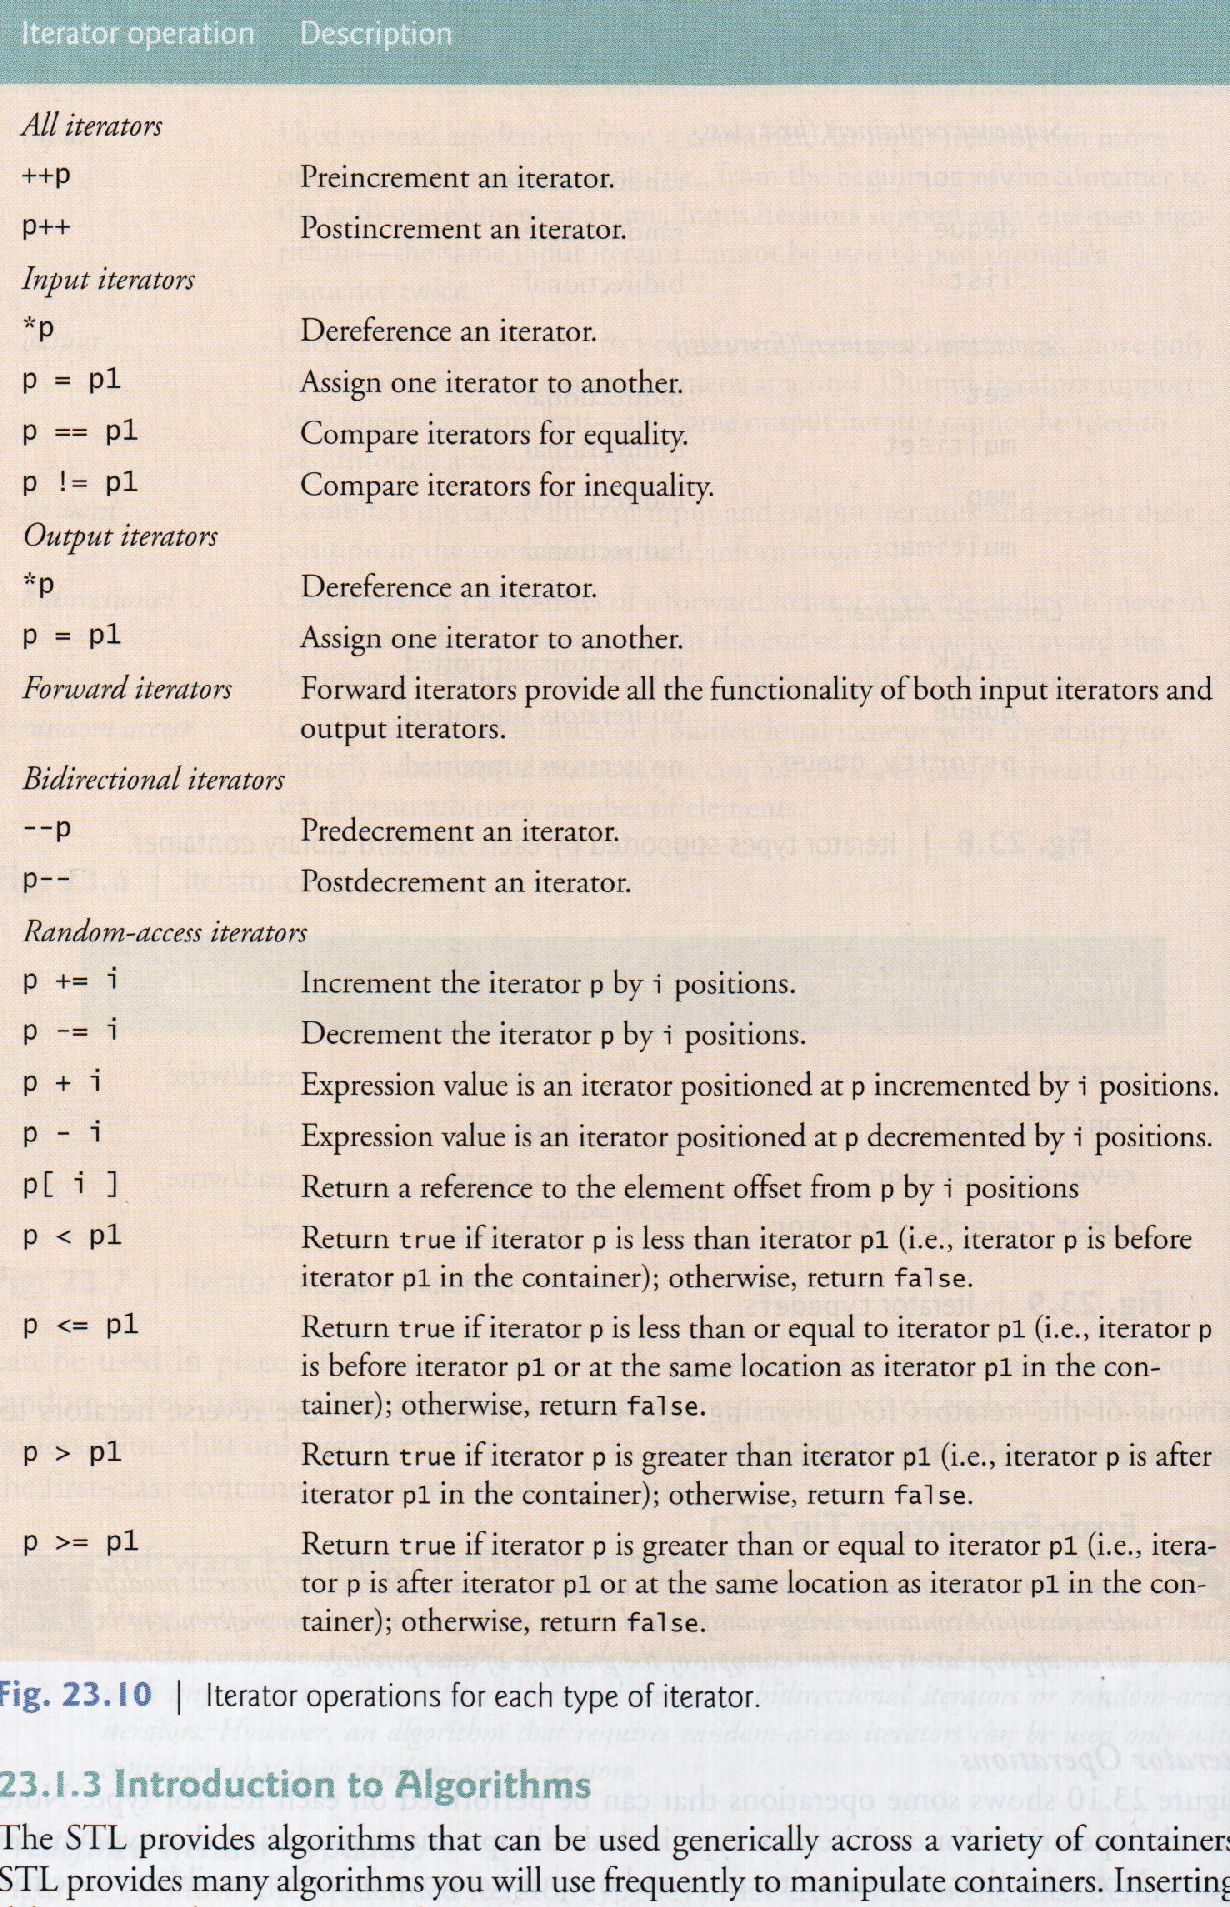 Iterator operation Description
All iterators
++p Preincrement an iterator.
p++ Postincrement an iterator.
Input iterators
*p Dereference an iterator.
p = p1 Assign one iterator to another.
p == p1 Compare iterators for equality.
p != p1 Compare iterators for inequality.
Output iterators
*p Dereference an iterator.
p = p1 Assign one iterator to another.
Forward iterators Forward iterators provide all the functionality of both input iterators and
output iterators.
Bidirectional iterators
--p Predecrement an iterator.
p-- Postdecrement an iterator.
Random-access iterators
p += i Increment the iterator p by i positions.
p -= i Decrement the iterator p by i positions.
p + i Expression value is an iterator positioned at p incremented by i positions.
p - i Expression value is an iterator positioned at p decremented by i positions.
p[ i ] Return a reference to the element offset from p by i positions
p < p1 Return true if iterator p is less than iterator p1 (i.e., iterator p is before
iterator p1 in the container); otherwise, return false.
p <= p1 Return true if iterator p is less than or equal to iterator p1 (i.e., iterator p
is before iterator p1 or at the same location as iterator p1 in the con-
tainer); otherwise, return false.
p > p1 Return true if iterator p is greater than iterator p1 (i.e., iterator p is after
iterator p1 in the container); otherwise, return false.
p >= p1 Return true if iterator p is greater than or equal to iterator p1 (i.e., itera-
tor p is after iterator p1 or at the same location as iterator p1 in the con-
tainer); otherwise, return false.
Fig. 23.10 | Iterator operations for each type of iterator.
23.1.3 Introduction to Algorithms
The STL provides algorithms that can be used generically across a variety of containers
STL provides many algorithms you will use frequently to manipulate containers. Inserting